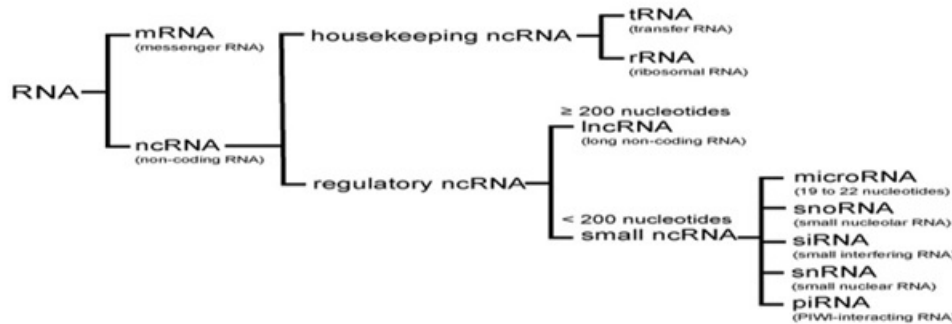 RNA
mRNA
(messenger RNA)
ncRNA
(non-coding RNA)
housekeeping ncRNA
tRNA
(transfer RNA)
rRNA
(ribosomal RNA)
regulatory ncRNA
≥ 200 nucleotides
lncRNA
(long non-coding RNA)
< 200 nucleotides
small ncRNA
microRNA
(19 to 22 nucleotides)
snoRNA
(small nucleolar RNA)
siRNA
(small interfering RNA)
snRNA
(small nuclear RNA)
piRNA
(PIWI-interacting RNA